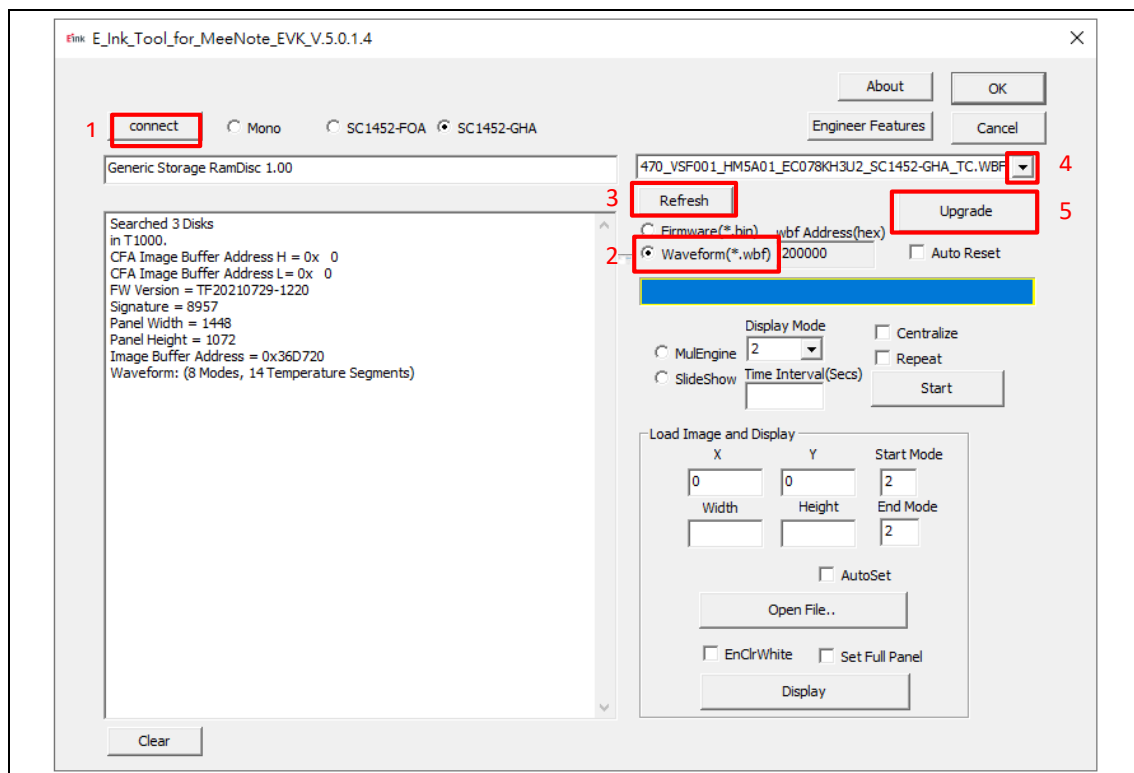 Eink E_Ink_Tool_for_MeeNote_EVK_V.5.0.1.4
About OK
1 connect Mono SC1452-FOA SC1452-GHA Engineer Features Cancel
Generic Storage RamDisc 1.00
470_VSF001_HM5A01_EC078KH3U2_SC1452-GHA_TC.WBF 4
3 Refresh
Upgrade 5
Firmware(*.bin) wbf Address(hex)
2 Waveform(*.wbf) 200000 Auto Reset
Searched 3 Disks
in T1000.
CFA Image Buffer Address H = 0x 0
CFA Image Buffer Address L= 0x 0
FW Version = TF20210729-1220
Signature = 8957
Panel Width = 1448
Panel Height = 1072
Image Buffer Address = 0x36D720
Waveform: (8 Modes, 14 Temperature Segments)
Display Mode
Centralize
MulEngine 2
Repeat
SlideShow Time Interval(Secs)
Start
Load Image and Display
X Y Start Mode
0 0 2
Width Height End Mode
2
AutoSet
Open File..
EnClrWhite Set Full Panel
Display
Clear